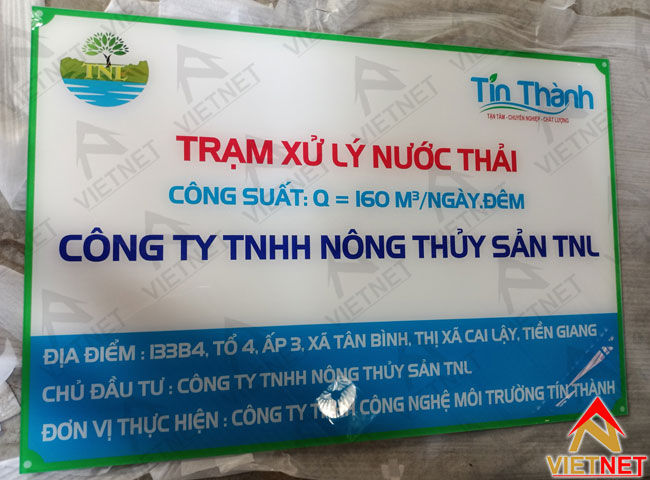 TNL
Tín Thành
TẬN TÂM - CHUYÊN NGHIỆP - CHẤT LƯỢNG
TRẠM XỬ LÝ NƯỚC THẢI
CÔNG SUẤT: Q = 160 M³/NGÀY.ĐÊM
CÔNG TY TNHH NÔNG THỦY SẢN TNL
ĐỊA ĐIỂM : 133B4, TỔ 4, ẤP 3, XÃ TÂN BÌNH, THỊ XÃ CAI LẬY, TIỀN GIANG
CHỦ ĐẦU TƯ : CÔNG TY TNHH NÔNG THỦY SẢN TNL
ĐƠN VỊ THỰC HIỆN : CÔNG TY TNHH CÔNG NGHỆ MÔI TRƯỜNG TÍN THÀNH
VIETNET